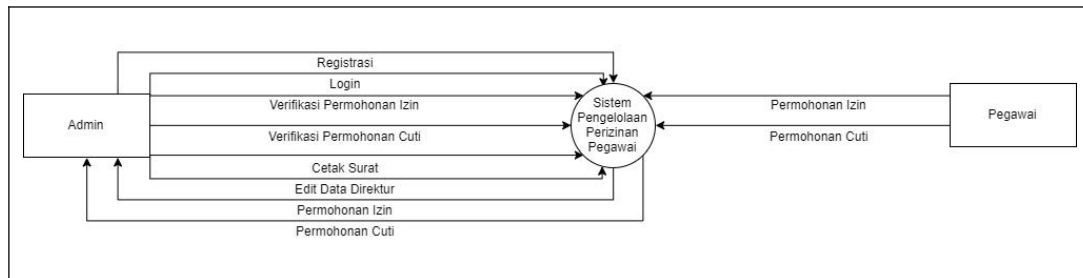 Registrasi
Login
Verifikasi Permohonan Izin
Verifikasi Permohonan Cuti
Cetak Surat
Edit Data Direktur
Permohonan Izin
Permohonan Cuti
Admin
Sistem
Pengelolaan
Perizinan
Pegawai
Permohonan Izin
Permohonan Cuti
Pegawai